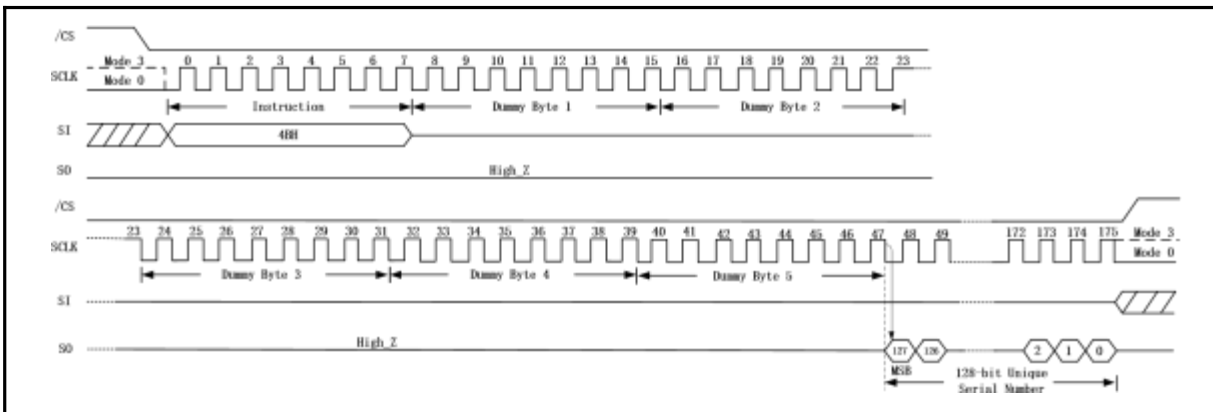 /CS
Mode 3 0 1 2 3 4 5 6 7 8 9 10 11 12 13 14 15 16 17 18 19 20 21 22 23
SCLK Mode 0
Instruction Dummy Byte 1 Dummy Byte 2
SI 4BH
SO High_Z
/CS
23 24 25 26 27 28 29 30 31 32 33 34 35 36 37 38 39 40 41 42 43 44 45 46 47 48 49 172 173 174 175 Mode 3
SCLK Mode 0
Dummy Byte 3 Dummy Byte 4 Dummy Byte 5
SI
SO High_Z 127 126 2 1 0
MSB 128-bit Unique
Serial Number